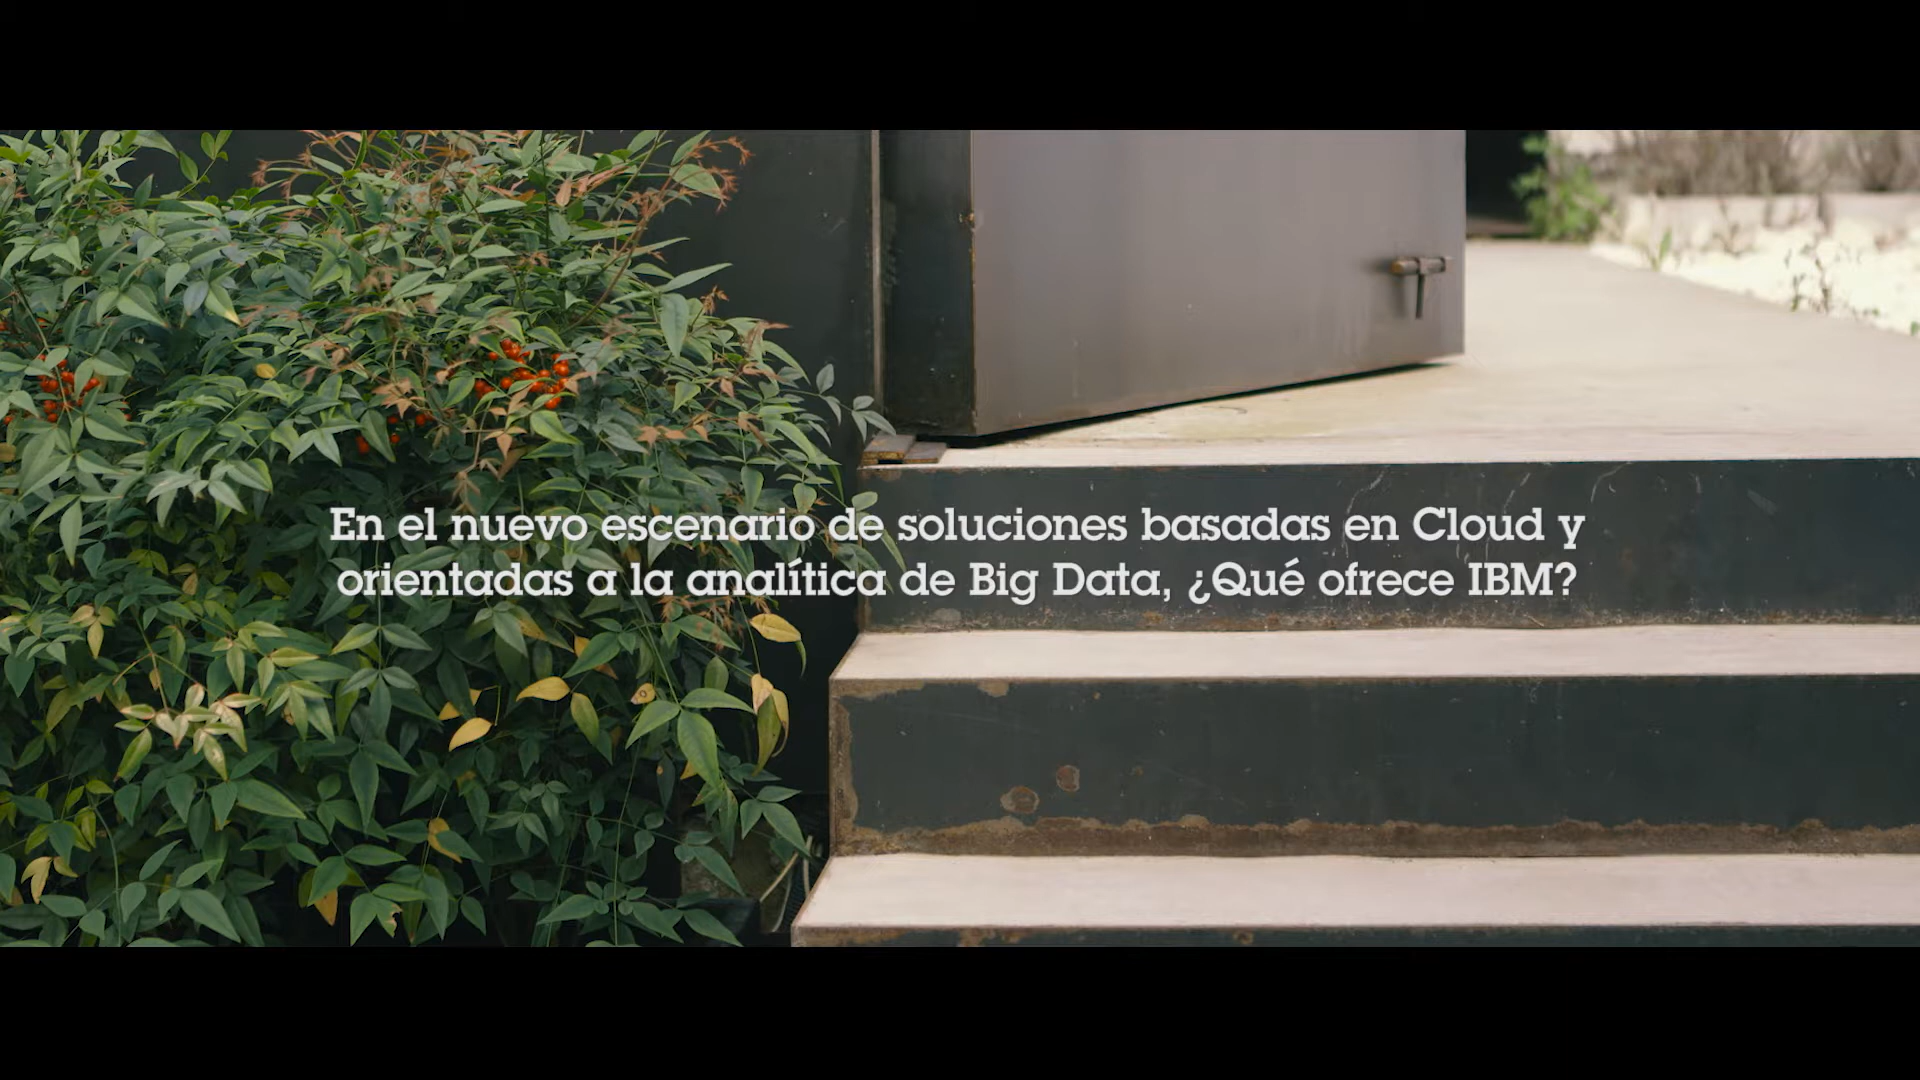 En el nuevo escenario de soluciones basadas en Cloud y
orientadas a la analítica de Big Data, ¿Qué ofrece IBM?